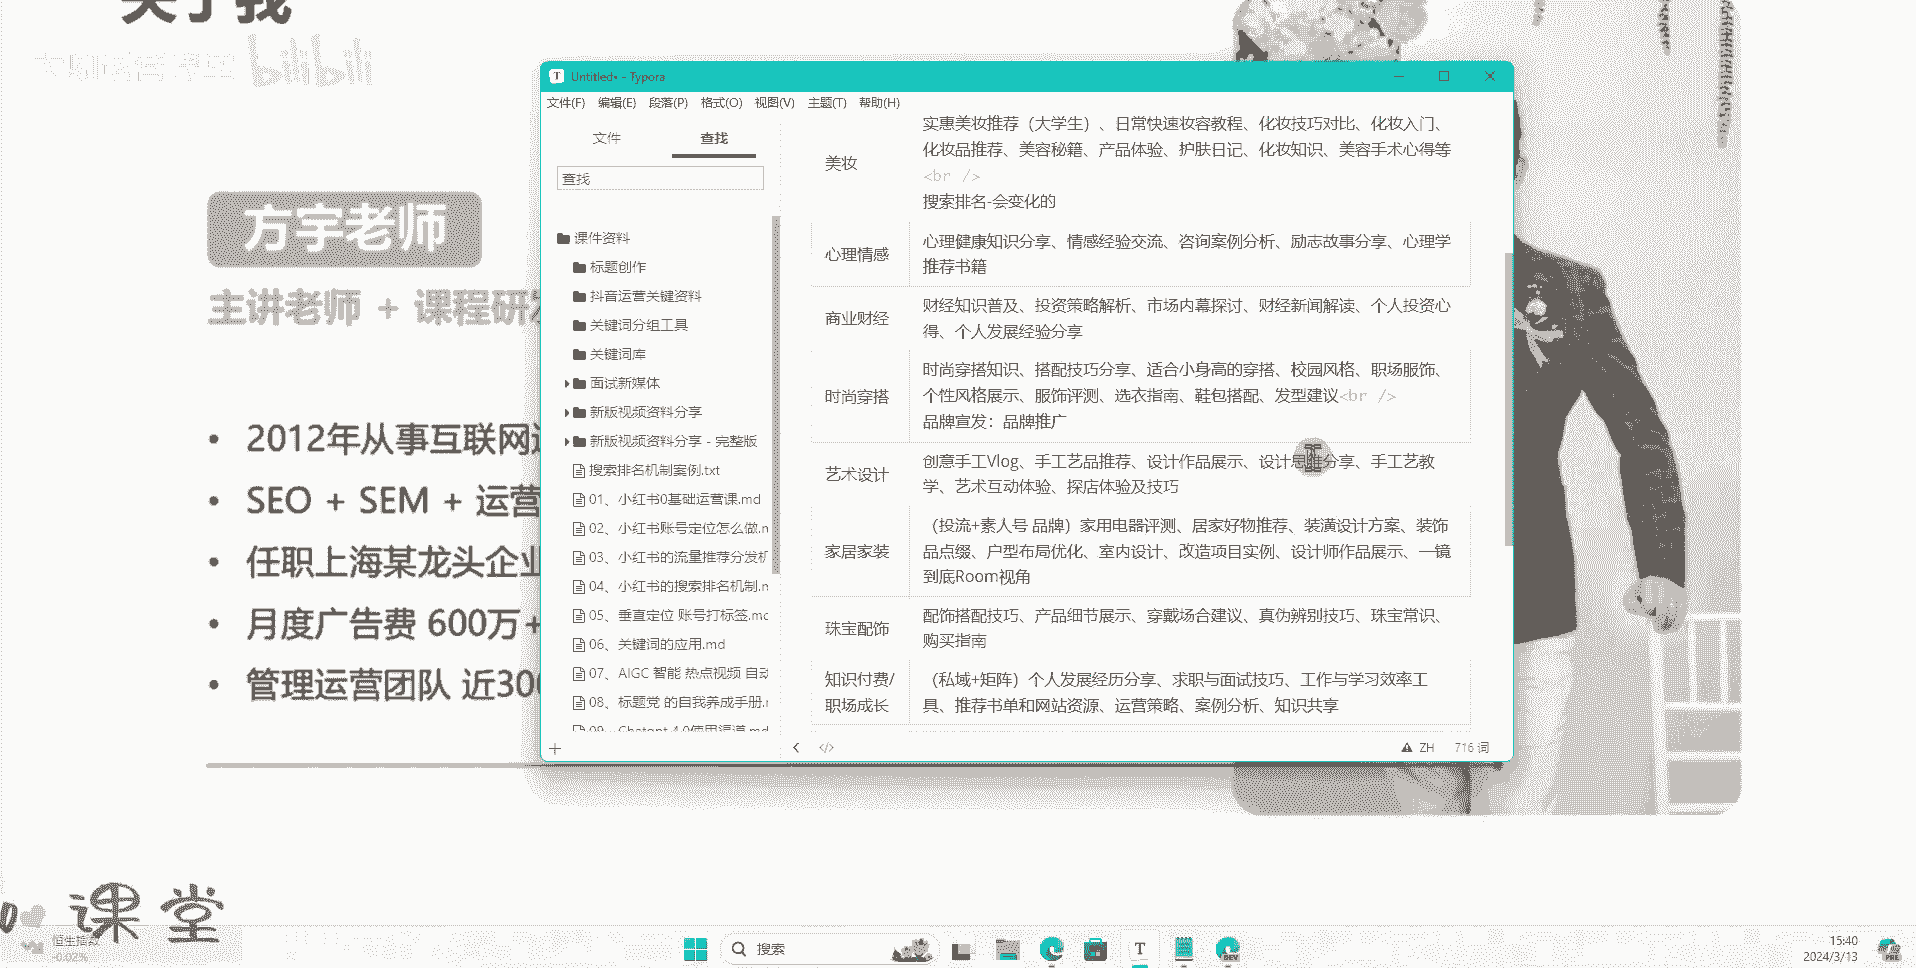 关于我
bilibili
方宇老师
主讲老师 + 课程研发
• 2012年从事互联网运
• SEO + SEM + 运营
• 任职上海某龙头企业
• 月度广告费 600万+
• 管理运营团队 近300
Untitled• - Typora
文件(F) 编辑(E) 段落(P) 格式(O) 视图(V) 主题(T) 帮助(H)
文件 查找
查找
课件资料
标题创作
抖音运营关键资料
关键词分组工具
关键词库
面试新媒体
新版视频资料分享
新版视频资料分享 - 完整版
搜索排名机制案例.txt
01、小红书0基础运营课.md
02、小红书账号定位怎么做.m
03、小红书的流量推荐分发机
04、小红书的搜索排名机制.m
05、垂直定位 账号打标签.md
06、关键词的应用.md
07、AIGC 智能 热点视频 自动
08、标题党 的自我养成手册.m
09、Chatgpt 4.0使用渠道.md
美妆
实惠美妆推荐（大学生）、日常快速妆容教程、化妆技巧对比、化妆入门、
化妆品推荐、美容秘籍、产品体验、护肤日记、化妆知识、美容手术心得等
<br />
搜索排名-会变化的
心理情感
心理健康知识分享、情感经验交流、咨询案例分析、励志故事分享、心理学
推荐书籍
商业财经
财经知识普及、投资策略解析、市场内幕探讨、财经新闻解读、个人投资心
得、个人发展经验分享
时尚穿搭
时尚穿搭知识、搭配技巧分享、适合小身高的穿搭、校园风格、职场服饰、
个性风格展示、服饰评测、选衣指南、鞋包搭配、发型建议<br />
品牌宣发：品牌推广
艺术设计
创意手工Vlog、手工艺品推荐、设计作品展示、设计思维分享、手工艺教
学、艺术互动体验、探店体验及技巧
家居家装
（投流+素人号 品牌）家用电器评测、居家好物推荐、装潢设计方案、装饰
品点缀、户型布局优化、室内设计、改造项目实例、设计师作品展示、一镜
到底Room视角
珠宝配饰
配饰搭配技巧、产品细节展示、穿戴场合建议、真伪辨别技巧、珠宝常识、
购买指南
知识付费/
职场成长
（私域+矩阵）个人发展经历分享、求职与面试技巧、工作与学习效率工
具、推荐书单和网站资源、运营策略、案例分析、知识共享
ZH 716 词
课堂
恒生指数
-0.02%
搜索
15:40
2024/3/13